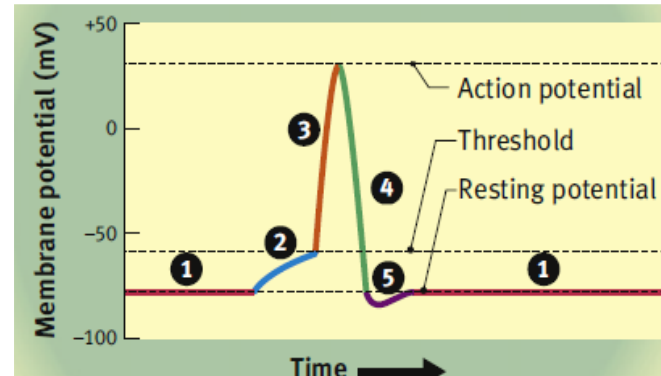 +50
Membrane potential (mV)
Action potential
3
0
Threshold
4
Resting potential
−50
2
1
5
1
−100
Time